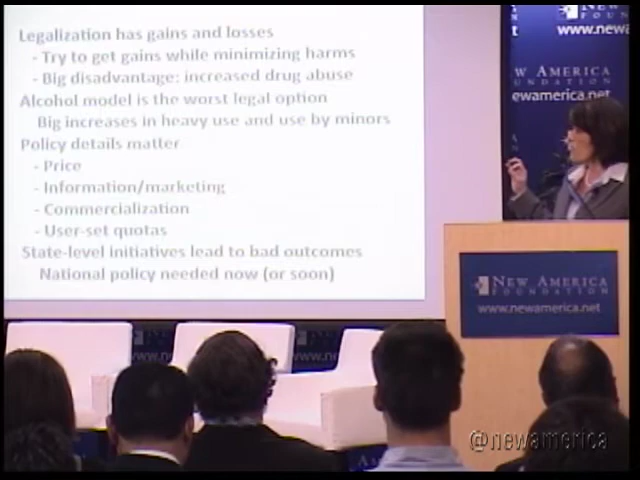 Legalization has gains and losses
- Try to get gains while minimizing harms
- Big disadvantage: increased drug abuse
Alcohol model is the worst legal option
Big increases in heavy use and use by minors
Policy details matter
- Price
- Information/marketing
- Commercialization
- User-set quotas
State-level initiatives lead to bad outcomes
National policy needed now (or soon)
www.newa
w America
oundation
ewamerica.net
New America
Foundation
www.newamerica.net
@newamerica